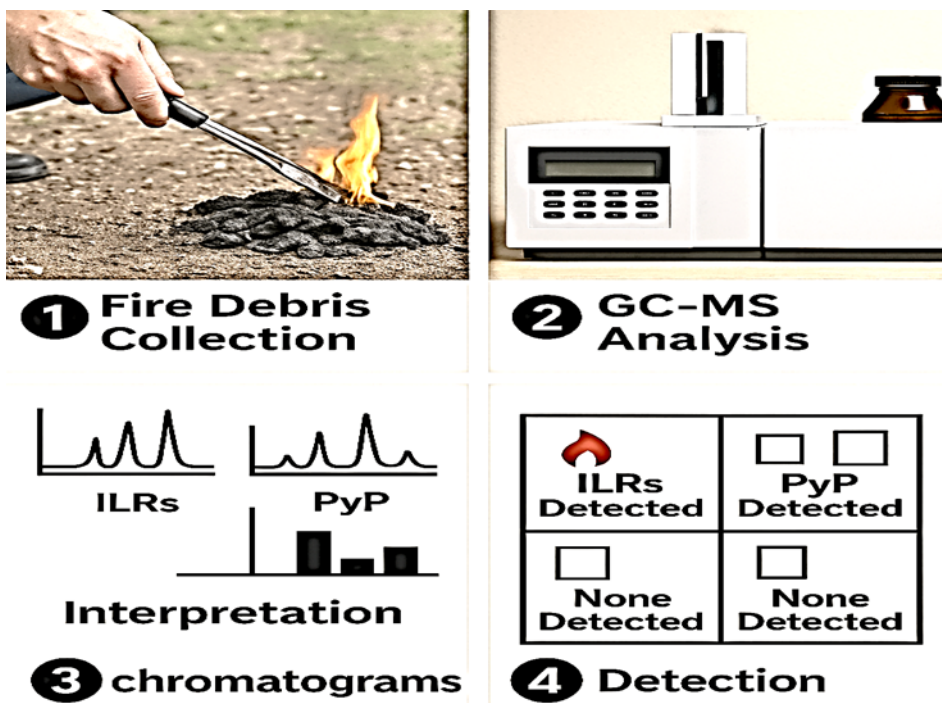 1 Fire Debris
Collection
2 GC-MS
Analysis
ILRs
PyP
Interpretation
3 chromatograms
ILRs
Detected
PyP
Detected
None
Detected
None
Detected
4 Detection